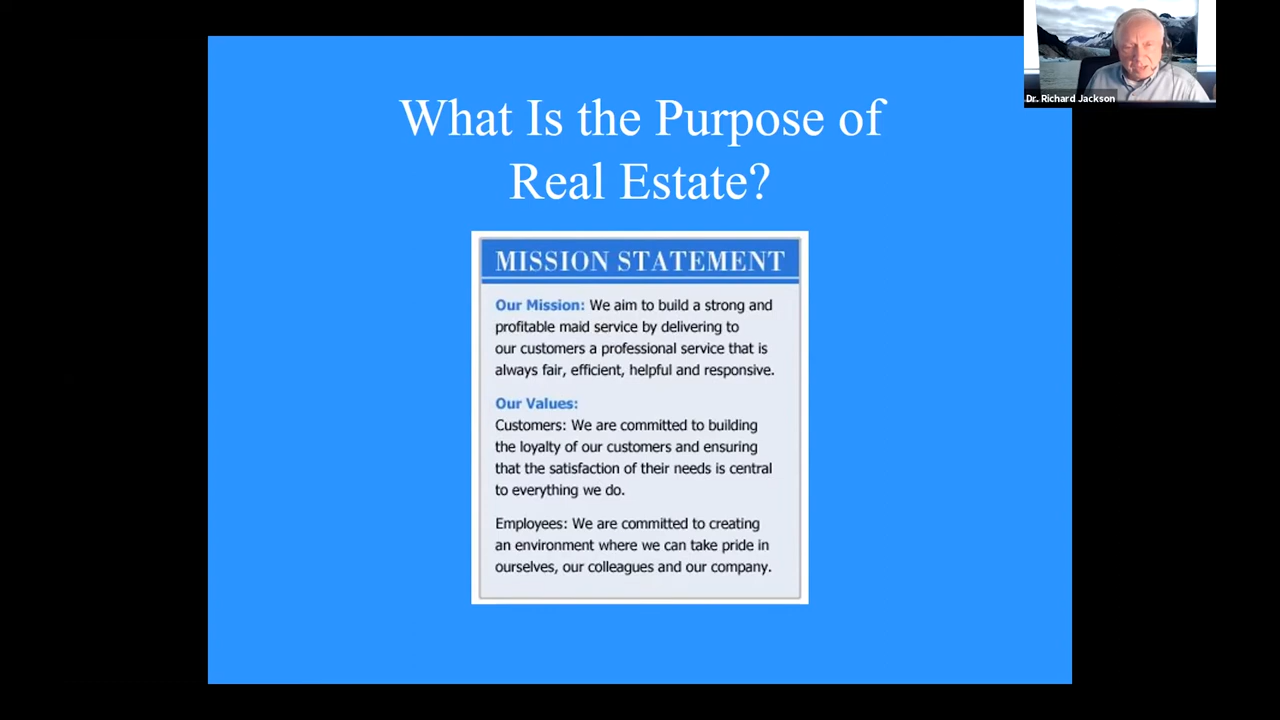 What Is the Purpose of
Real Estate?
MISSION STATEMENT
Our Mission: We aim to build a strong and
profitable maid service by delivering to
our customers a professional service that is
always fair, efficient, helpful and responsive.
Our Values:
Customers: We are committed to building
the loyalty of our customers and ensuring
that the satisfaction of their needs is central
to everything we do.
Employees: We are committed to creating
an environment where we can take pride in
ourselves, our colleagues and our company.
Dr. Richard Jackson